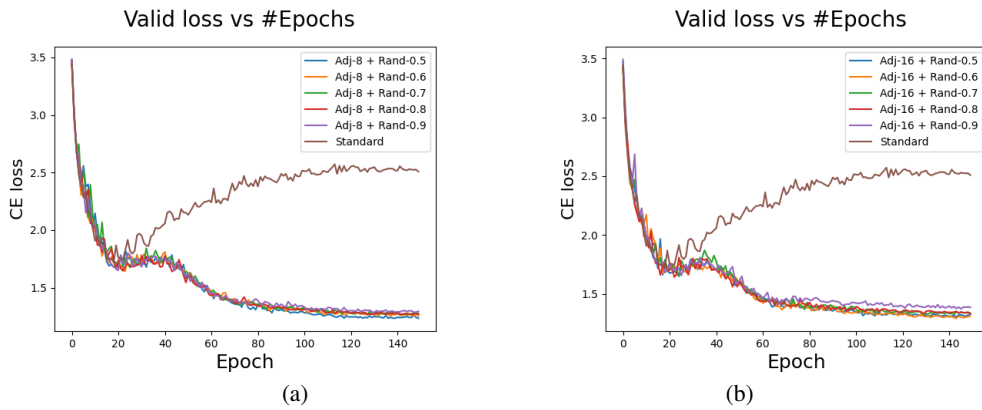 Valid loss vs #Epochs
3.5
3.0
2.5
2.0
1.5
CE loss
0 20 40 60 80 100 120 140
Epoch
Adj-8 + Rand-0.5
Adj-8 + Rand-0.6
Adj-8 + Rand-0.7
Adj-8 + Rand-0.8
Adj-8 + Rand-0.9
Standard
(a)
Valid loss vs #Epochs
3.5
3.0
2.5
2.0
1.5
CE loss
0 20 40 60 80 100 120 140
Epoch
Adj-16 + Rand-0.5
Adj-16 + Rand-0.6
Adj-16 + Rand-0.7
Adj-16 + Rand-0.8
Adj-16 + Rand-0.9
Standard
(b)